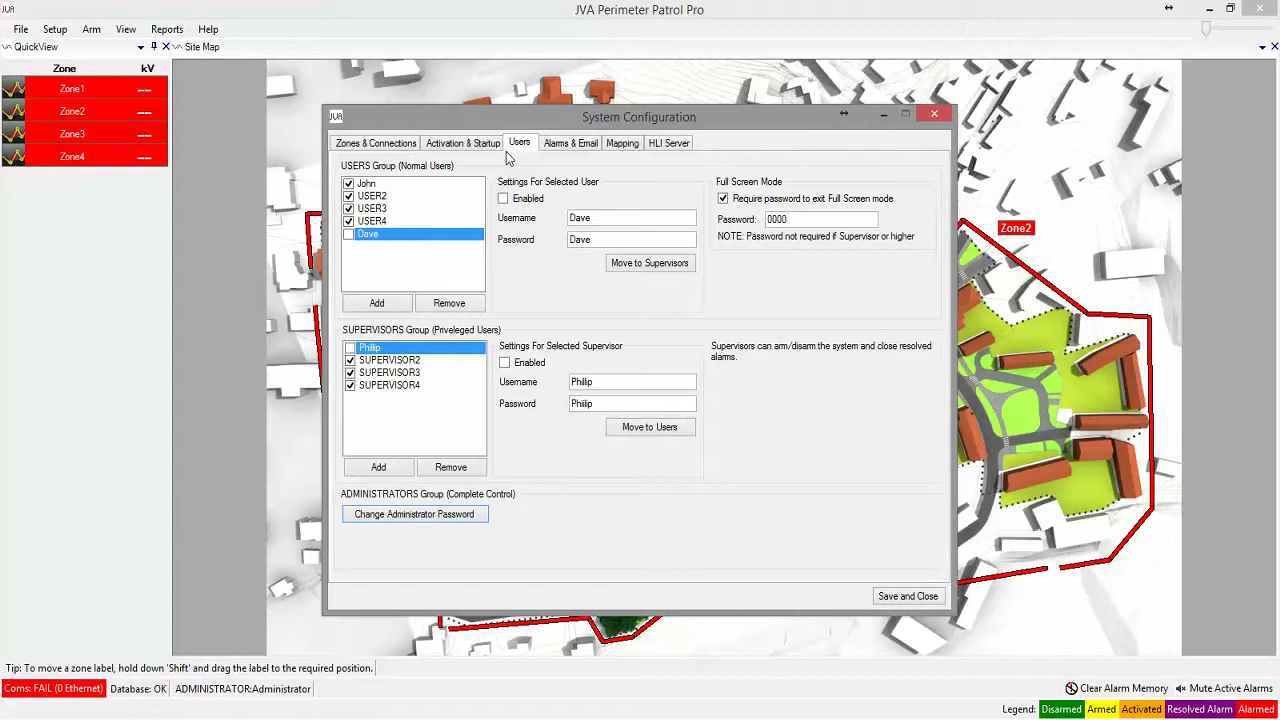 JVA
JVA Perimeter Patrol Pro
File Setup Arm View Reports Help
QuickView
Site Map
Zone kV
Zone1 --
Zone2 --
Zone3 --
Zone4 --
Zone2
JVA
System Configuration
Zones & Connections Activation & Startup Users Alarms & Email Mapping HLI Server
USERS Group (Normal Users)
John
USER2
USER3
USER4
Dave
Add Remove
Settings For Selected User
Enabled
Username Dave
Password Dave
Move to Supervisors
Full Screen Mode
Require password to exit Full Screen mode
Password: 0000
NOTE: Password not required if Supervisor or higher
SUPERVISORS Group (Priveleged Users)
Phillip
SUPERVISOR2
SUPERVISOR3
SUPERVISOR4
Add Remove
Settings For Selected Supervisor
Enabled
Username Phillip
Password Phillip
Move to Users
Supervisors can arm/disarm the system and close resolved
alarms.
ADMINISTRATORS Group (Complete Control)
Change Administrator Password
Save and Close
Tip: To move a zone label, hold down 'Shift' and drag the label to the required position.
Coms: FAIL (0 Ethernet) Database: OK ADMINISTRATOR:Administrator
Clear Alarm Memory Mute Active Alarms
Legend: Disarmed Armed Activated Resolved Alarm Alarmed